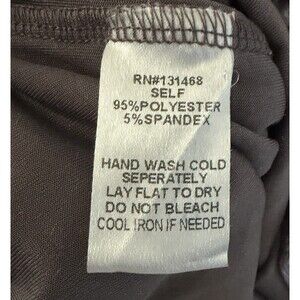 RN#131468
SELF
95%POLYESTER
5%SPANDEX
HAND WASH COLD
SEPERATELY
LAY FLAT TO DRY
DO NOT BLEACH
COOL IRON IF NEEDED